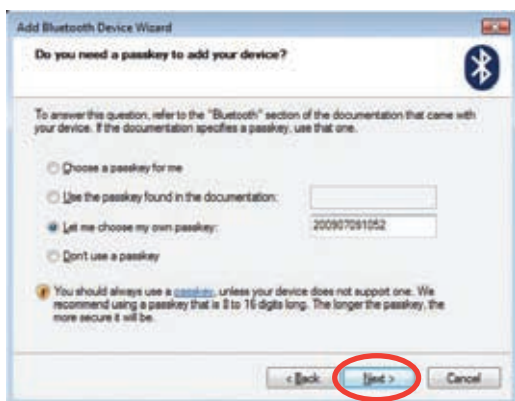 Add Bluetooth Device Wizard
Do you need a passkey to add your device?
To answer this question, refer to the "Bluetooth" section of the documentation that came with
your device. If the documentation specifies a passkey, use that one.
Choose a passkey for me
Use the passkey found in the documentation:
Let me choose my own passkey: 200907091052
Don't use a passkey
You should always use a passkey, unless your device does not support one. We
recommend using a passkey that is 8 to 16 digits long. The longer the passkey, the
more secure it will be.
< Back Next > Cancel